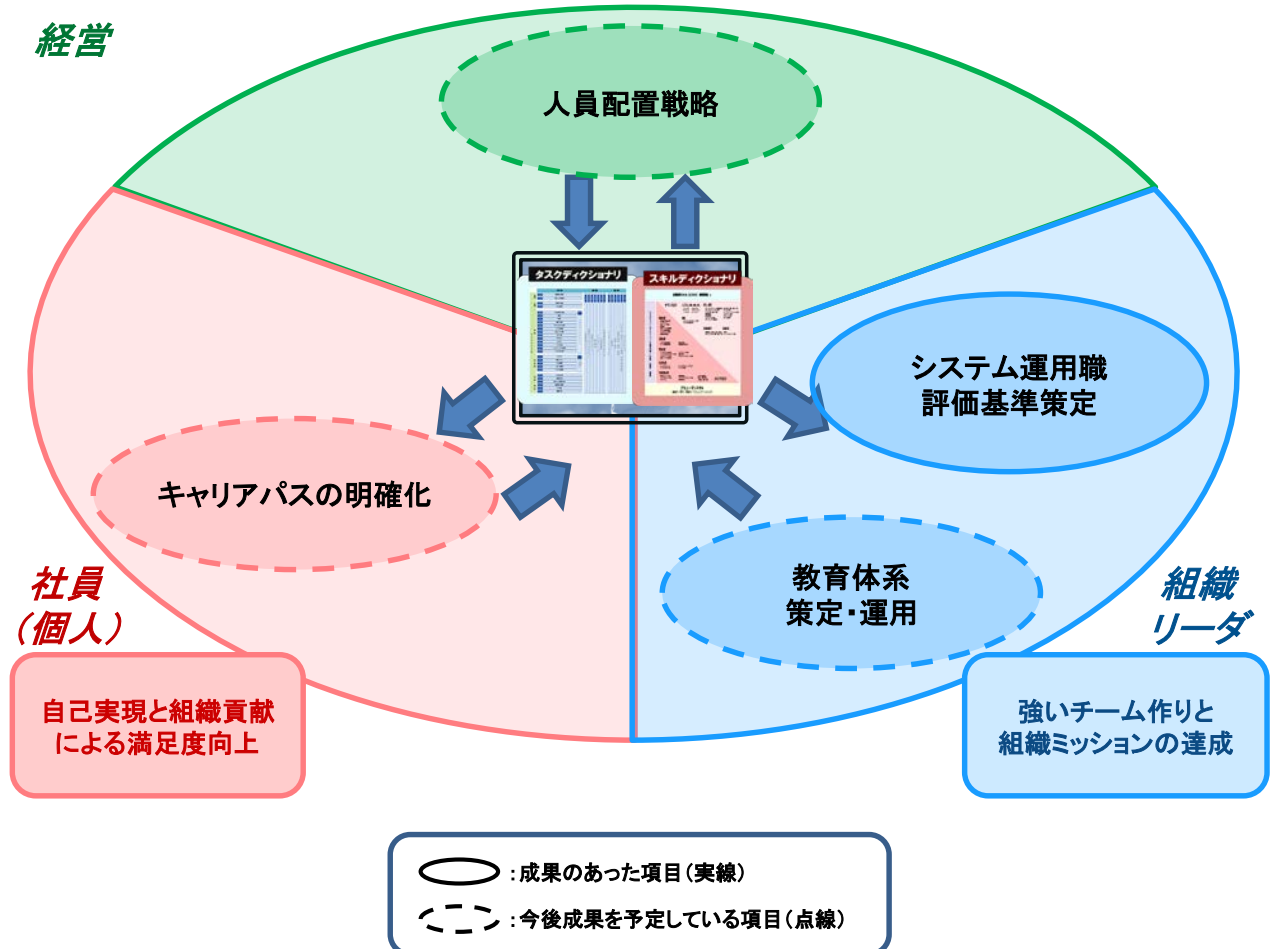 経営
人員配置戦略
タスクディクショナリ
スキルディクショナリ
システム運用職
評価基準策定
キャリアパスの明確化
教育体系
策定・運用
社員
（個人）
組織
リーダ
自己実現と組織貢献
による満足度向上
強いチーム作りと
組織ミッションの達成
：成果のあった項目（実線）
：今後成果を予定している項目（点線）